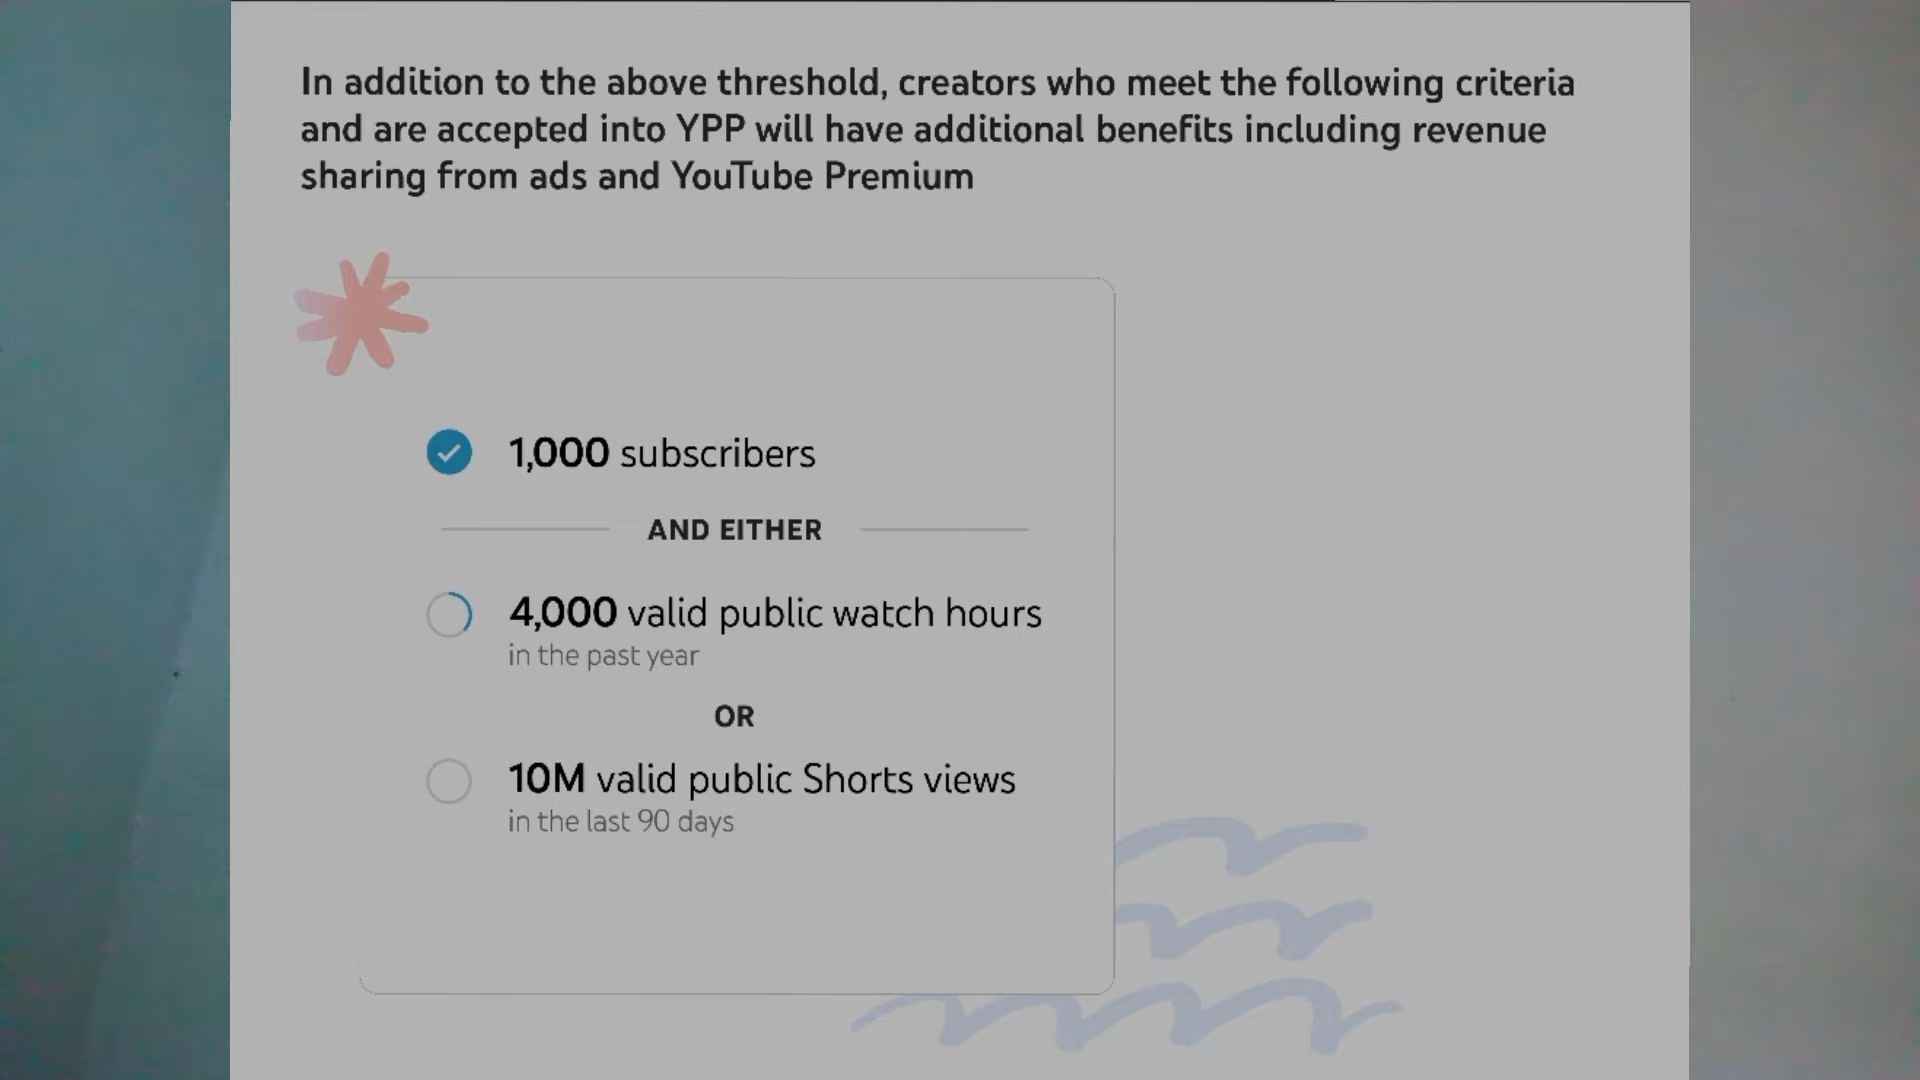 In addition to the above threshold, creators who meet the following criteria
and are accepted into YPP will have additional benefits including revenue
sharing from ads and YouTube Premium
1,000 subscribers
AND EITHER
4,000 valid public watch hours
in the past year
OR
10M valid public Shorts views
in the last 90 days